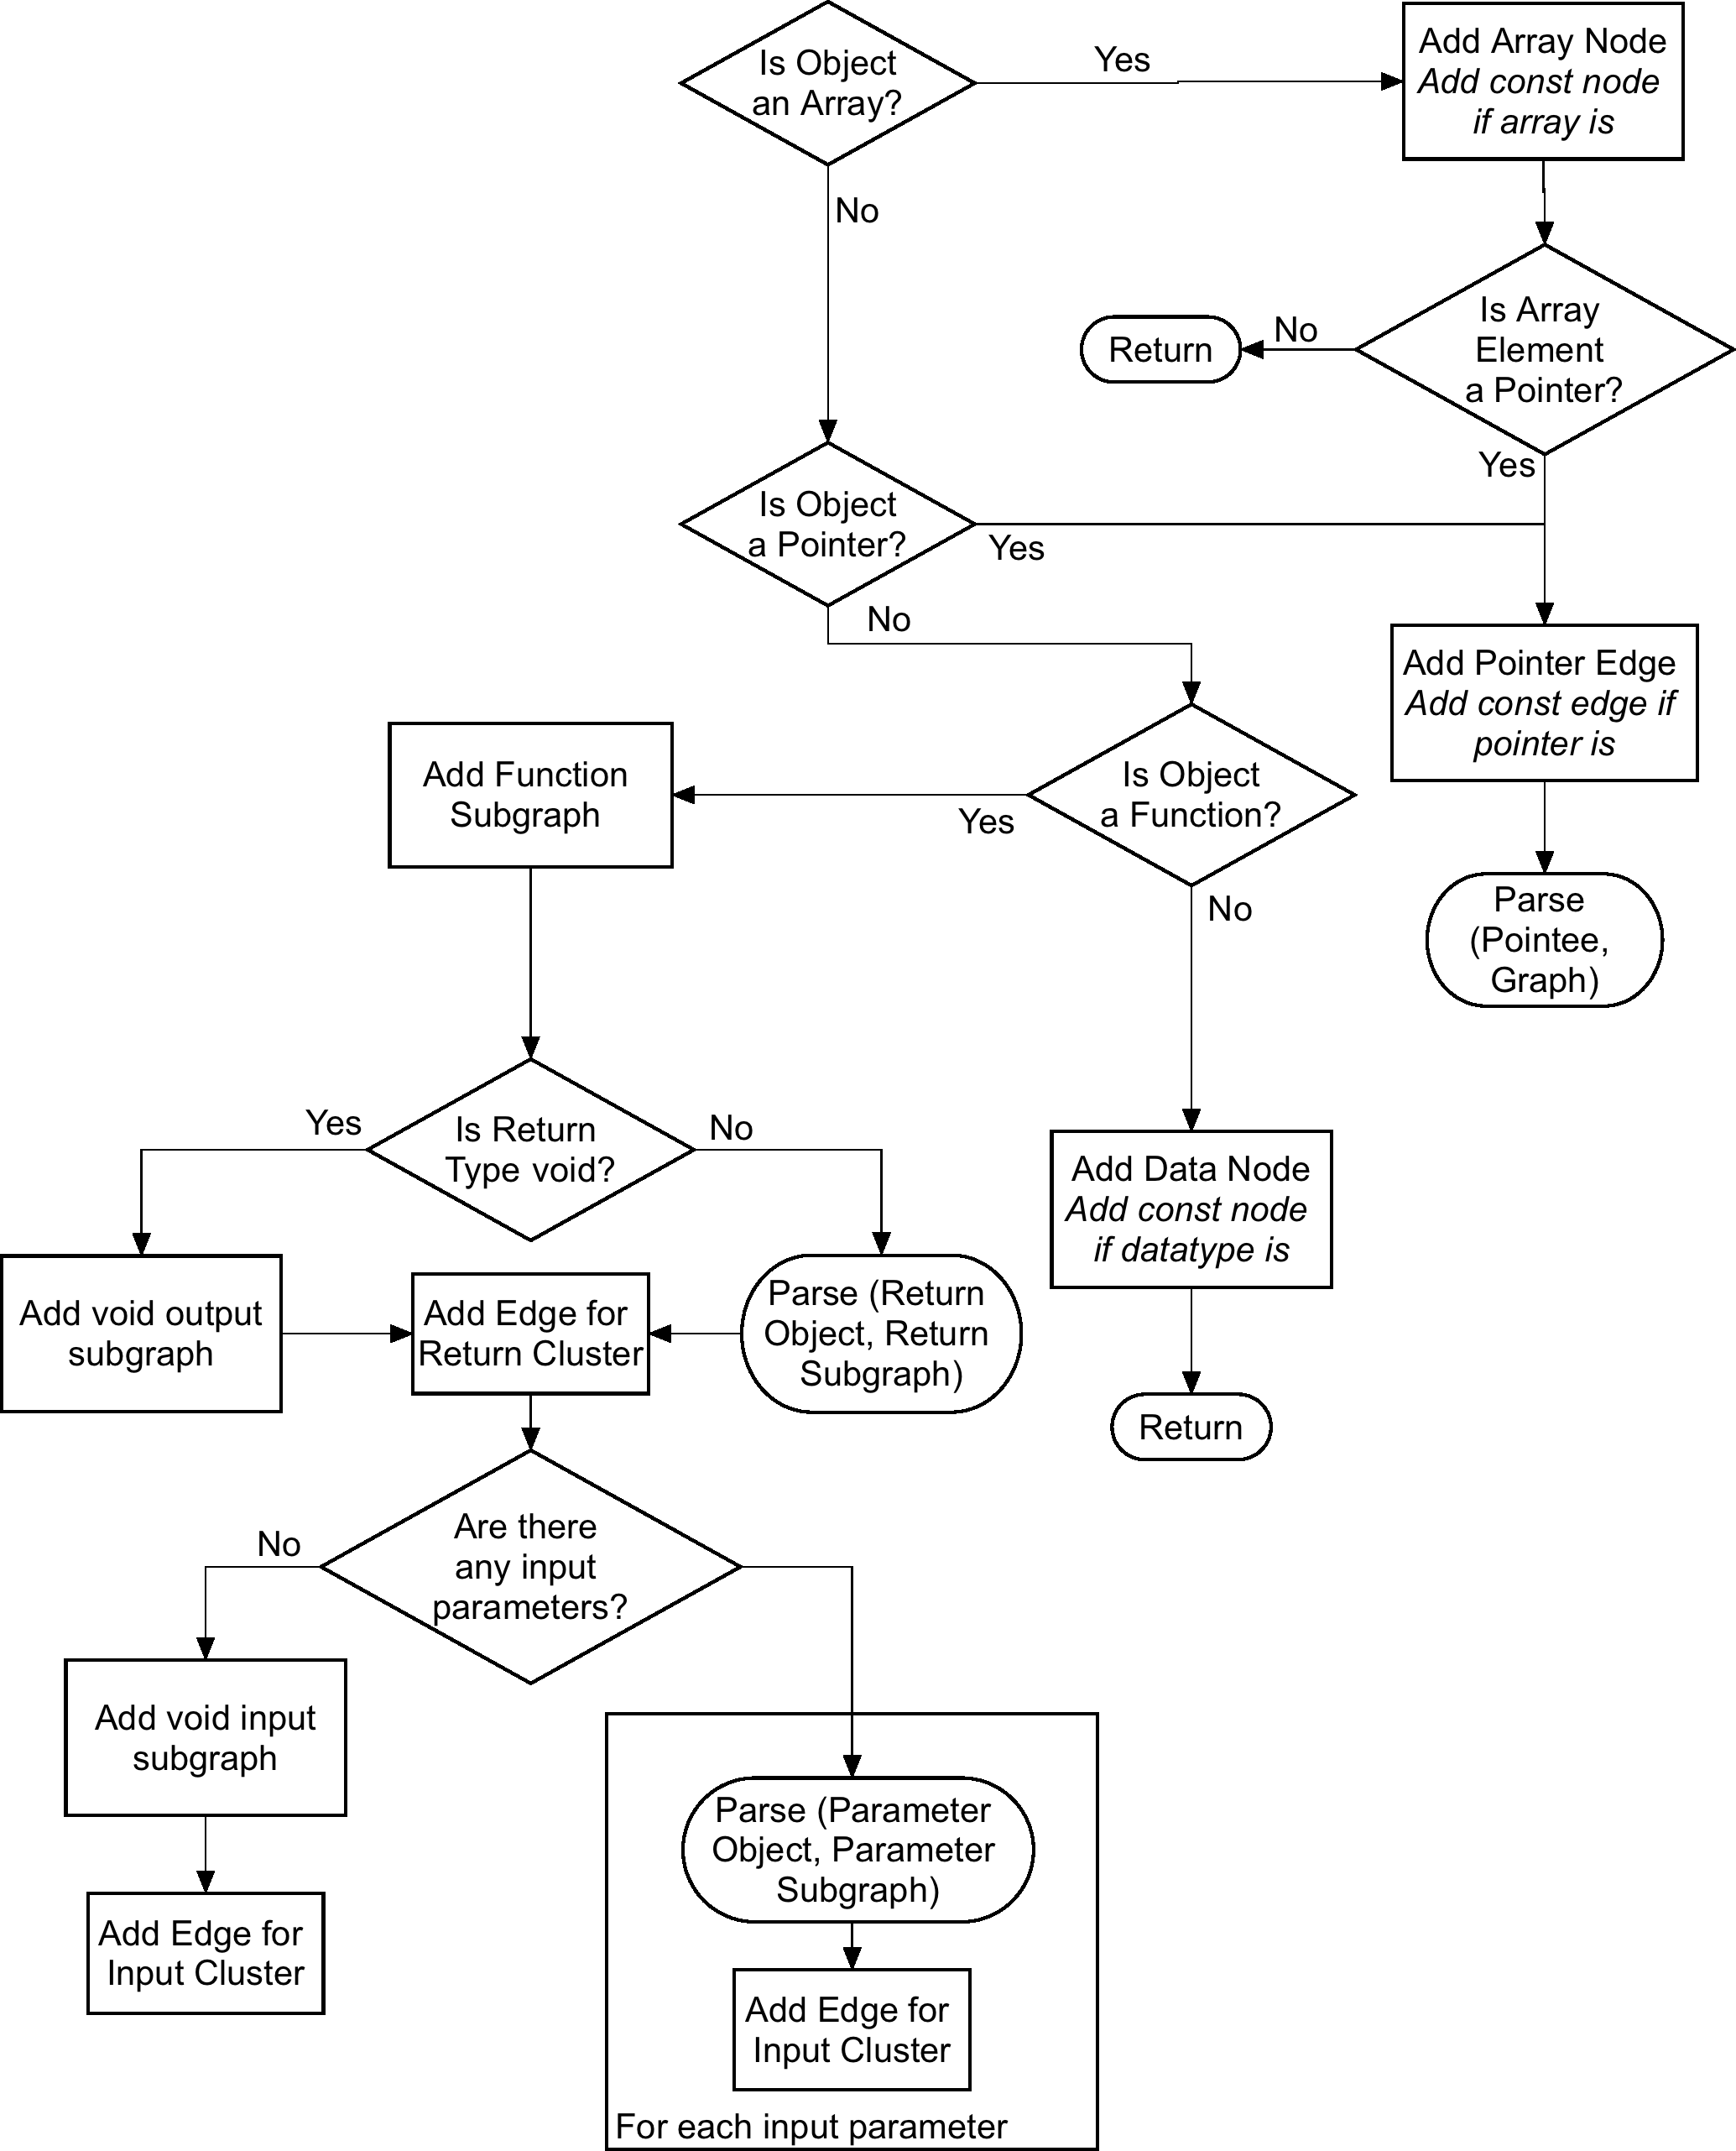 Is Object
an Array?
Yes
Add Array Node
Add const node
if array is
No
Is Array
Element
a Pointer?
No
Return
Yes
Is Object
a Pointer?
Yes
No
Add Pointer Edge
Add const edge if
pointer is
Parse
(Pointee,
Graph)
Is Object
a Function?
Yes
No
Add Function
Subgraph
Is Return
Type void?
Yes
No
Add Data Node
Add const node
if datatype is
Return
Add void output
subgraph
Add Edge for
Return Cluster
Parse (Return
Object, Return
Subgraph)
Are there
any input
parameters?
No
Add void input
subgraph
Add Edge for
Input Cluster
Parse (Parameter
Object, Parameter
Subgraph)
Add Edge for
Input Cluster
For each input parameter